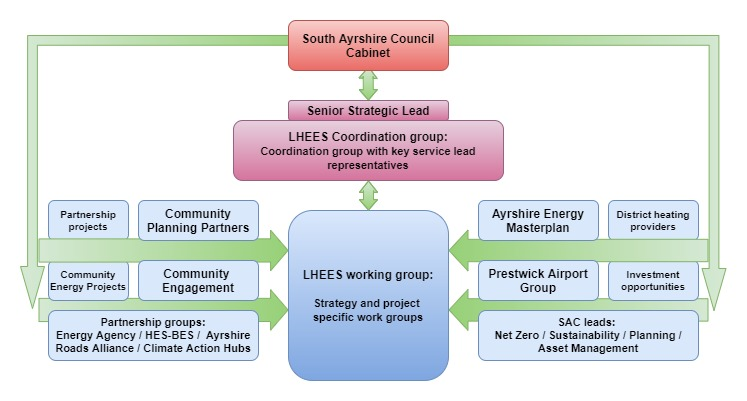 South Ayrshire Council
Cabinet
Senior Strategic Lead
LHEES Coordination group:
Coordination group with key service lead
representatives
Partnership
projects
Community
Planning Partners
Community
Energy Projects
Community
Engagement
Partnership groups:
Energy Agency / HES-BES / Ayrshire
Roads Alliance / Climate Action Hubs
LHEES working group:
Strategy and project
specific work groups
Ayrshire Energy
Masterplan
District heating
providers
Prestwick Airport
Group
Investment
opportunities
SAC leads:
Net Zero / Sustainability / Planning /
Asset Management